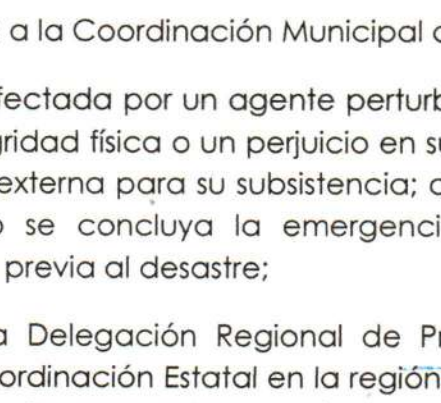 a la Coordinación Municipal
fectada por un agente perturb
gridad física o un perjuicio en su
externa para su subsistencia;
se concluya la emergenci
previa al desastre;
a Delegación Regional de Pr
ordinación Estatal en la región